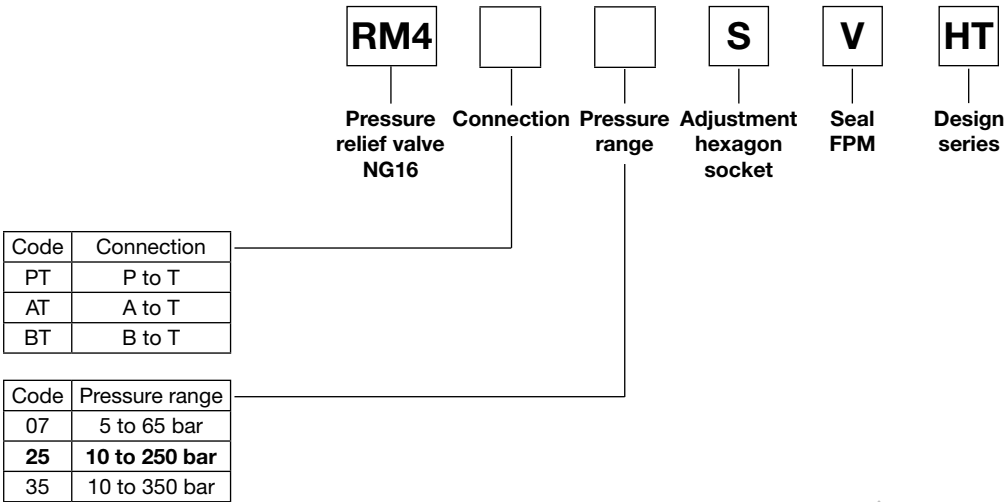 RM4 S V HT
Pressure Connection Pressure Adjustment Seal Design
relief valve range hexagon FPM series
NG16 socket
Code Connection
PT P to T
AT A to T
BT B to T
Code Pressure range
07 5 to 65 bar
25 10 to 250 bar
35 10 to 350 bar